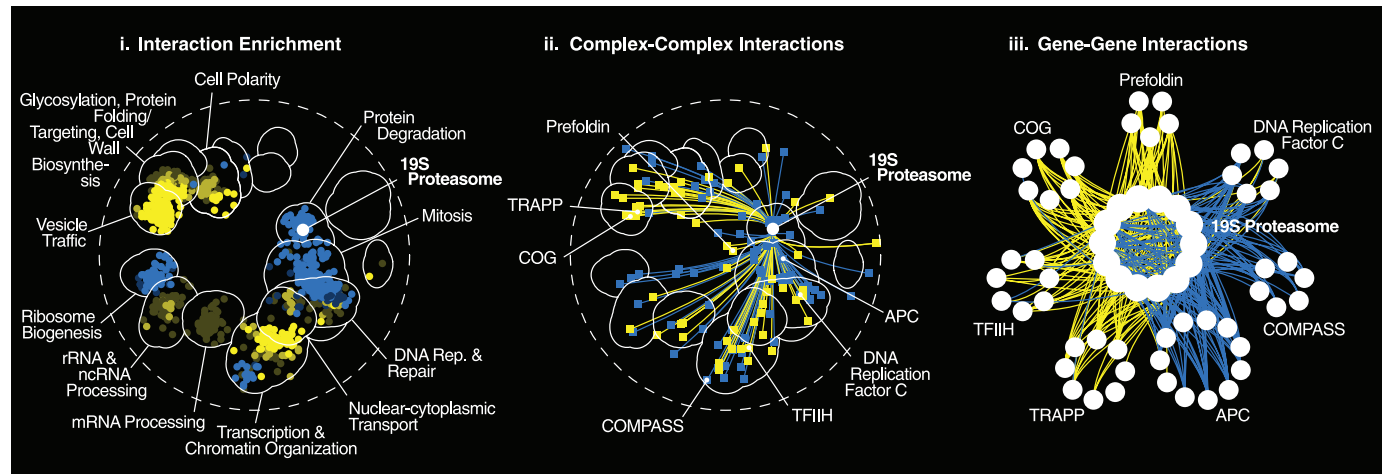 i. Interaction Enrichment
Cell Polarity
Glycosylation, Protein
Folding/
Targeting, Cell
Wall
Biosynthe-
sis
Protein
Degradation
19S
Proteasome
Mitosis
Vesicle
Traffic
Ribosome
Biogenesis
rRNA &
ncRNA
Processing
mRNA Processing
Transcription &
Chromatin Organization
Nuclear-cytoplasmic
Transport
DNA Rep. &
Repair
ii. Complex-Complex Interactions
Prefoldin
19S
Proteasome
TRAPP
COG
APC
DNA
Replication
Factor C
TFIIH
COMPASS
iii. Gene-Gene Interactions
Prefoldin
COG
DNA Replication
Factor C
19S Proteasome
TFIIH
COMPASS
TRAPP
APC